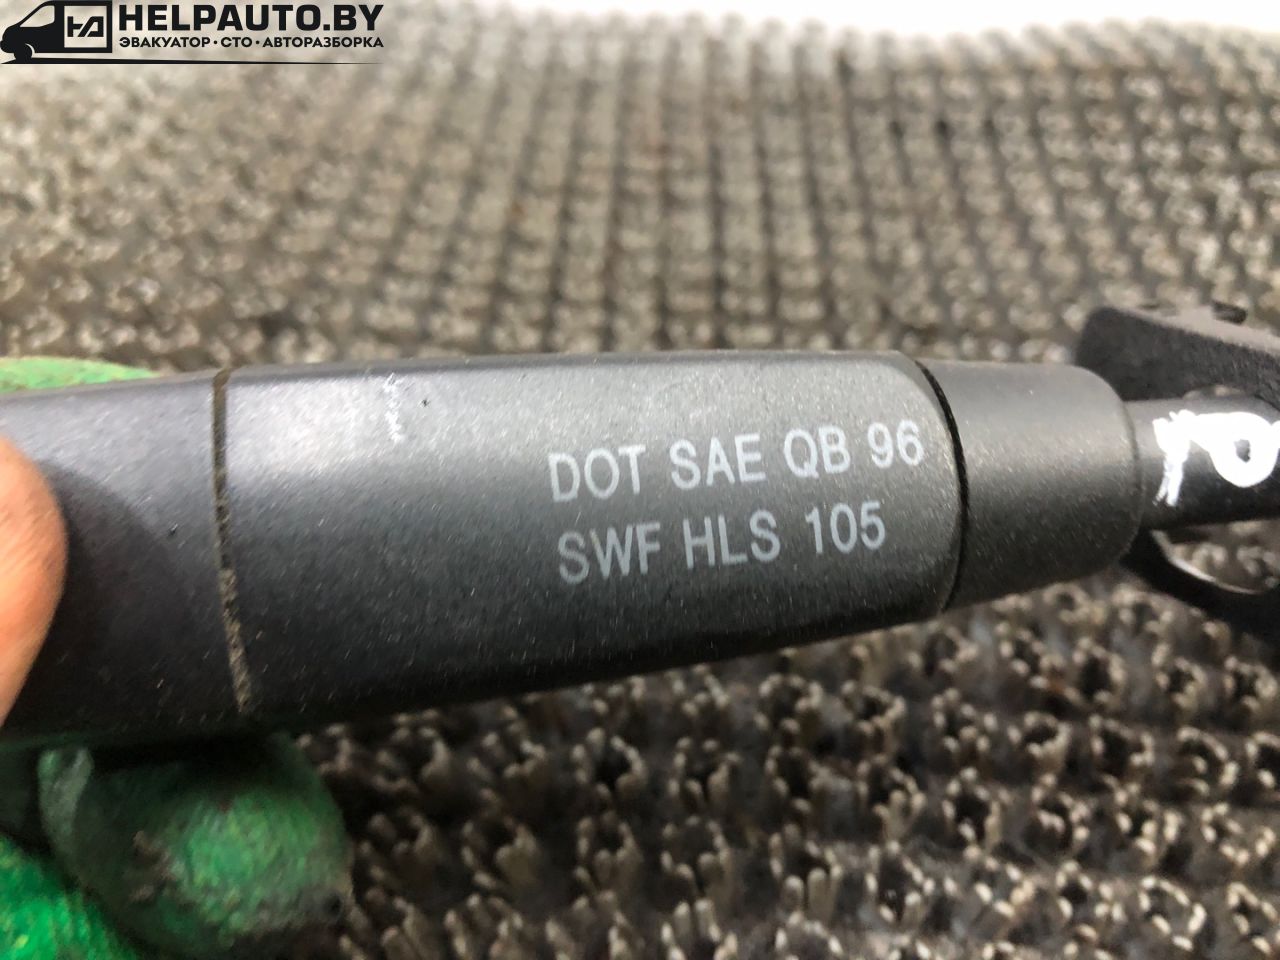 HELPAUTO.BY
ЭВАКУАТОР · СТО · АВТОРАЗБОРКА
DOT SAE QB 96
SWF HLS 105